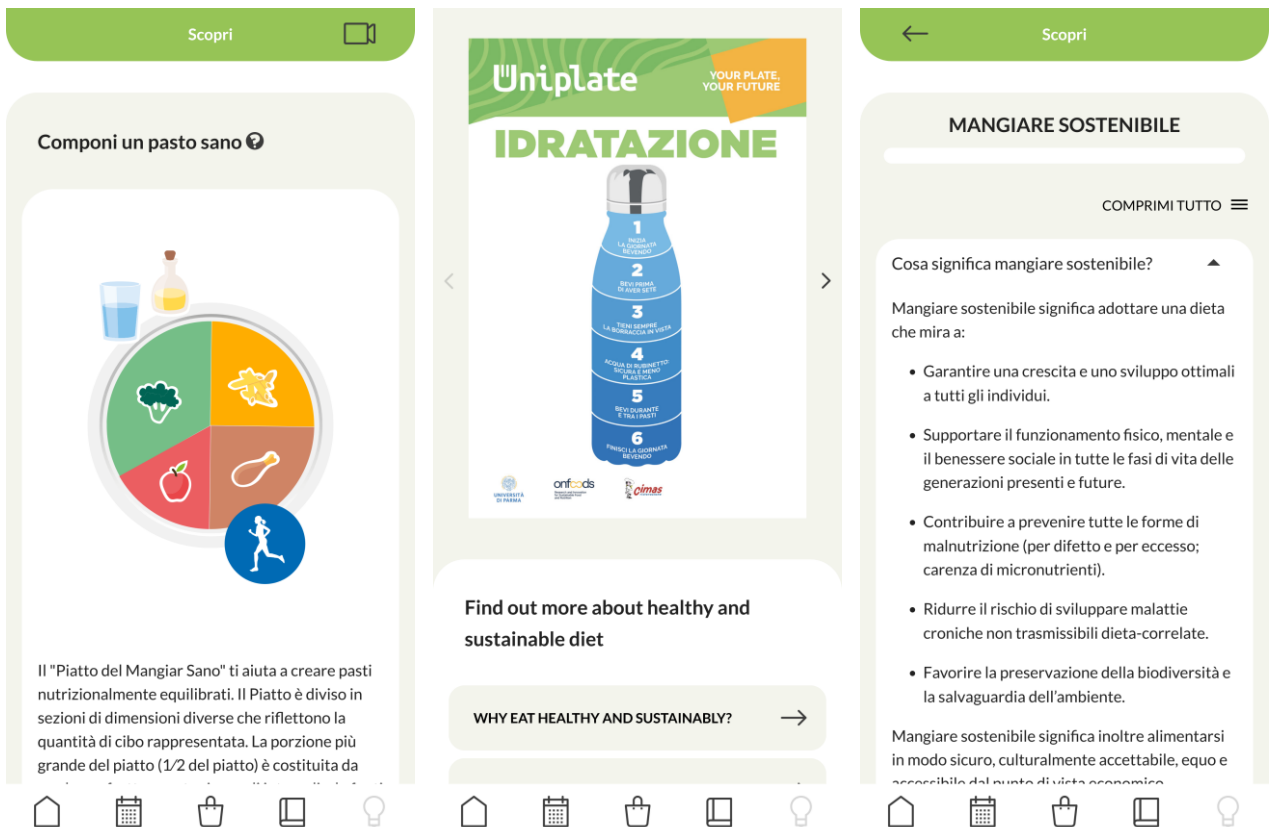 Scopri
Componi un pasto sano
Il "Piatto del Mangiar Sano" ti aiuta a creare pasti
nutrizionalmente equilibrati. Il Piatto è diviso in
sezioni di dimensioni diverse che riflettono la
quantità di cibo rappresentata. La porzione più
grande del piatto (1/2 del piatto) è costituita da
Uniplate
YOUR PLATE,
YOUR FUTURE
IDRATAZIONE
1
INIZIA
LA GIORNATA
BEVENDO
2
BEVI PRIMA
DI AVER SETE
3
TIENI SEMPRE
LA BORRACCIA IN VISTA
4
ACQUA DI RUBINETTO:
SICURA E MENO
PLASTICA
5
BEVI DURANTE
E TRA I PASTI
6
FINISCI LA GIORNATA
BEVENDO
UNIVERSITÀ
DI PARMA
onfoods
cimas
Find out more about healthy and
sustainable diet
WHY EAT HEALTHY AND SUSTAINABLY?
Scopri
MANGIARE SOSTENIBILE
COMPRIMI TUTTO
Cosa significa mangiare sostenibile?
Mangiare sostenibile significa adottare una dieta
che mira a:
• Garantire una crescita e uno sviluppo ottimali
a tutti gli individui.
• Supportare il funzionamento fisico, mentale e
il benessere sociale in tutte le fasi di vita delle
generazioni presenti e future.
• Contribuire a prevenire tutte le forme di
malnutrizione (per difetto e per eccesso;
carenza di micronutrienti).
• Ridurre il rischio di sviluppare malattie
croniche non trasmissibili dieta-correlate.
• Favorire la preservazione della biodiversità e
la salvaguardia dell'ambiente.
Mangiare sostenibile significa inoltre alimentarsi
in modo sicuro, culturalmente accettabile, equo e
accessibile dal punto di vista economico